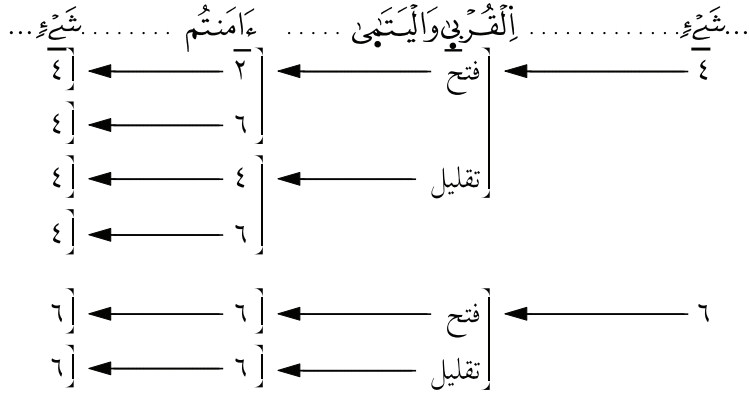 ...شَےْءٖ............اِ۬لْقُرْب۪يٰ وَالْيَتَٰم۪يٰ.....ءَامَنتُم........شَےْءٖ...
٤ فتح ٢ ٤
٦ ٤
تقليل ٤ ٤
٦ ٤
٦ فتح ٦ ٦
تقليل ٦ ٦